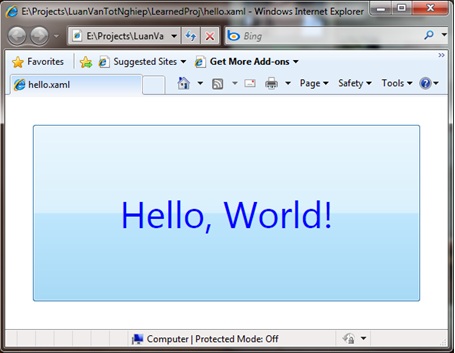 E:\Projects\LuanVanTotNghiep\LearnedProj\hello.xaml - Windows Internet Explorer
E:\Projects\LuanVa
Bing
Favorites
Suggested Sites
Get More Add-ons
»
hello.xaml
Page
Safety
Tools
»
Hello, World!
Computer | Protected Mode: Off